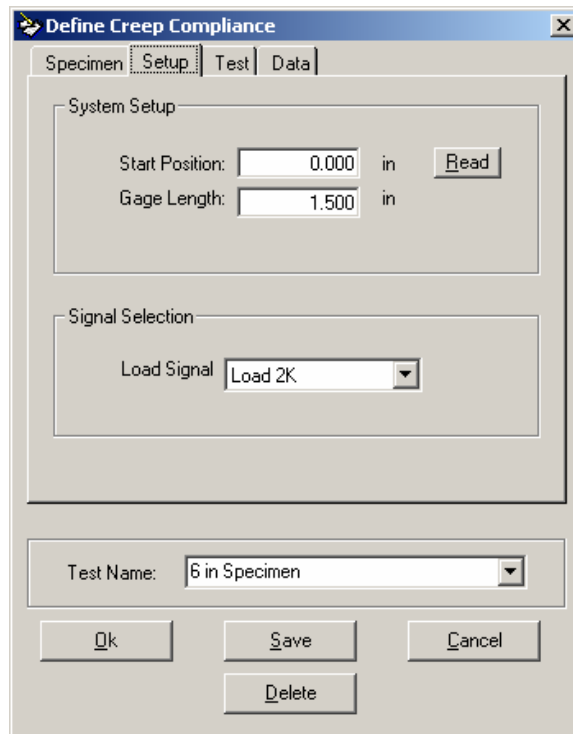 Define Creep Compliance
Specimen Setup Test Data
System Setup
Start Position: 0.000 in Read
Gage Length: 1.500 in
Signal Selection
Load Signal Load 2K
Test Name: 6 in Specimen
Ok Save Cancel
Delete